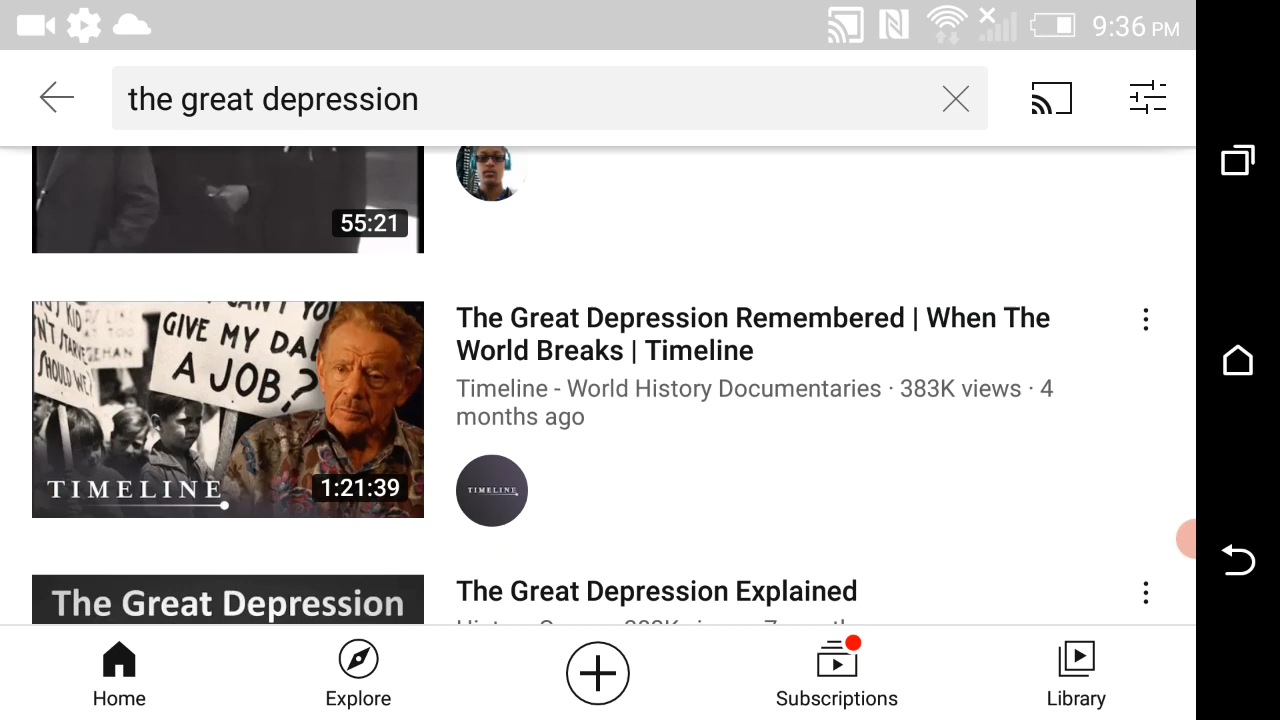 9:36 PM
the great depression
55:21
GIVE MY DA
A JOB?
SHOULD WE
TIMELINE
1:21:39
The Great Depression Remembered | When The
World Breaks | Timeline
Timeline - World History Documentaries · 383K views · 4
months ago
TIMELINE
The Great Depression
The Great Depression Explained
Home
Explore
Subscriptions
Library